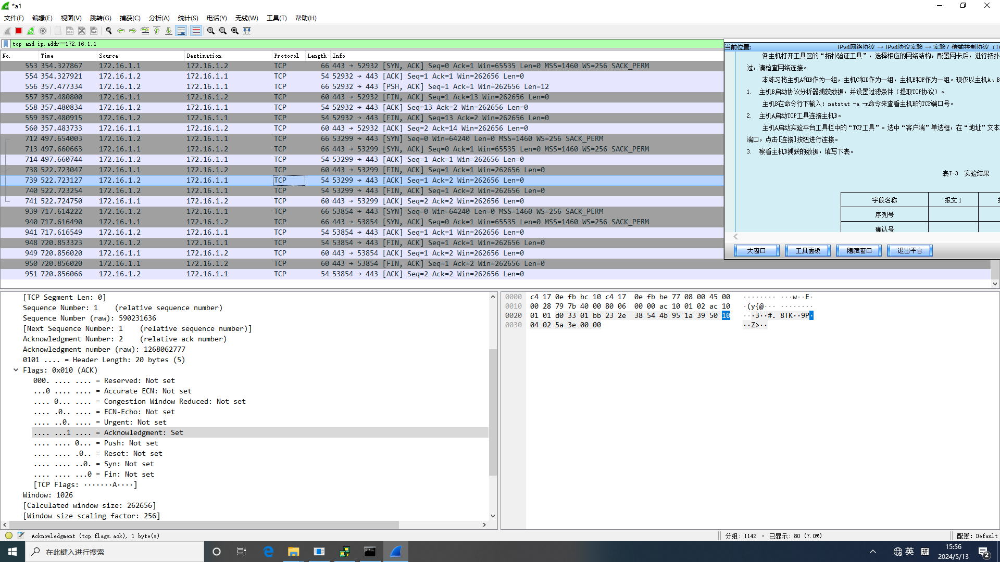 *a1
文件(F) 编辑(E) 视图(V) 跳转(G) 捕获(C) 分析(A) 统计(S) 电话(Y) 无线(W) 工具(T) 帮助(H)
tcp and ip.addr==172.16.1.1
No. Time Source Destination Protocol Length Info
553 354.327867 172.16.1.1 172.16.1.2 TCP 66 443 → 52932 [SYN, ACK] Seq=0 Ack=1 Win=65535 Len=0 MSS=1460 WS=256 SACK_PERM
554 354.327921 172.16.1.2 172.16.1.1 TCP 54 52932 → 443 [ACK] Seq=1 Ack=1 Win=262656 Len=0
556 357.477334 172.16.1.2 172.16.1.1 TCP 66 52932 → 443 [PSH, ACK] Seq=1 Ack=1 Win=262656 Len=12
557 357.480800 172.16.1.1 172.16.1.2 TCP 60 443 → 52932 [FIN, ACK] Seq=1 Ack=13 Win=262656 Len=0
558 357.480834 172.16.1.2 172.16.1.1 TCP 54 52932 → 443 [ACK] Seq=13 Ack=2 Win=262656 Len=0
559 357.480915 172.16.1.2 172.16.1.1 TCP 54 52932 → 443 [FIN, ACK] Seq=13 Ack=2 Win=262656 Len=0
560 357.483733 172.16.1.1 172.16.1.2 TCP 60 443 → 52932 [ACK] Seq=2 Ack=14 Win=262656 Len=0
712 497.654003 172.16.1.2 172.16.1.1 TCP 66 53299 → 443 [SYN] Seq=0 Win=64240 Len=0 MSS=1460 WS=256 SACK_PERM
713 497.660663 172.16.1.1 172.16.1.2 TCP 66 443 → 53299 [SYN, ACK] Seq=0 Ack=1 Win=65535 Len=0 MSS=1460 WS=256 SACK_PERM
714 497.660744 172.16.1.2 172.16.1.1 TCP 54 53299 → 443 [ACK] Seq=1 Ack=1 Win=262656 Len=0
738 522.723047 172.16.1.1 172.16.1.2 TCP 60 443 → 53299 [FIN, ACK] Seq=1 Ack=1 Win=262656 Len=0
739 522.723127 172.16.1.2 172.16.1.1 TCP 54 53299 → 443 [ACK] Seq=1 Ack=2 Win=262656 Len=0
740 522.723254 172.16.1.2 172.16.1.1 TCP 54 53299 → 443 [FIN, ACK] Seq=1 Ack=2 Win=262656 Len=0
741 522.724750 172.16.1.1 172.16.1.2 TCP 60 443 → 53299 [ACK] Seq=2 Ack=2 Win=262656 Len=0
939 717.614222 172.16.1.2 172.16.1.1 TCP 66 53854 → 443 [SYN] Seq=0 Win=64240 Len=0 MSS=1460 WS=256 SACK_PERM
940 717.616490 172.16.1.1 172.16.1.2 TCP 66 443 → 53854 [SYN, ACK] Seq=0 Ack=1 Win=65535 Len=0 MSS=1460 WS=256 SACK_PERM
941 717.616549 172.16.1.2 172.16.1.1 TCP 54 53854 → 443 [ACK] Seq=1 Ack=1 Win=262656 Len=0
948 720.853323 172.16.1.2 172.16.1.1 TCP 54 53854 → 443 [FIN, ACK] Seq=1 Ack=1 Win=262656 Len=0
949 720.856020 172.16.1.1 172.16.1.2 TCP 60 443 → 53854 [ACK] Seq=1 Ack=2 Win=262656 Len=0
950 720.856020 172.16.1.1 172.16.1.2 TCP 60 443 → 53854 [FIN, ACK] Seq=1 Ack=2 Win=262656 Len=0
951 720.856066 172.16.1.2 172.16.1.1 TCP 54 53854 → 443 [ACK] Seq=2 Ack=2 Win=262656 Len=0
当前位置: IPv4网络协议 → IPv4协议实验 → 实验7 传输控制协议 (TC
各主机打开工具区的“拓扑验证工具”，选择相应的网络结构，配置网卡后，进行拓扑
过，请检查网络连接。
本练习将主机A和B作为一组，主机C和D作为一组，主机E和F作为一组。现仅以主机A、B
1. 主机B启动协议分析器捕获数据，并设置过滤条件（提取TCP协议）。
主机B在命令行下输入：netstat -a -n命令来查看主机B的TCP端口号。
2. 主机A启动TCP工具连接主机B。
主机A启动实验平台工具栏中的“TCP工具”。选中“客户端”单选框，在“地址”文本
端口，点击[连接]按钮进行连接。
3. 察看主机B捕获的数据，填写下表。
表7-3 实验结果
字段名称 报文1
序列号
确认号
大窗口 工具面板 隐藏窗口 退出平台
[TCP Segment Len: 0]
Sequence Number: 1 (relative sequence number)
Sequence Number (raw): 590231636
[Next Sequence Number: 1 (relative sequence number)]
Acknowledgment Number: 2 (relative ack number)
Acknowledgment number (raw): 1268062777
0101 .... = Header Length: 20 bytes (5)
Flags: 0x010 (ACK)
000. .... .... = Reserved: Not set
...0 .... .... = Accurate ECN: Not set
.... 0... .... = Congestion Window Reduced: Not set
.... .0.. .... = ECN-Echo: Not set
.... ..0. .... = Urgent: Not set
.... ...1 .... = Acknowledgment: Set
.... .... 0... = Push: Not set
.... .... .0.. = Reset: Not set
.... .... ..0. = Syn: Not set
.... .... ...0 = Fin: Not set
[TCP Flags: ·······A····]
Window: 1026
[Calculated window size: 262656]
[Window size scaling factor: 256]
0000 c4 17 0e fb bc 10 c4 17 0e fb be 77 08 00 45 00 ········ ···w··E·
0010 00 28 79 7b 40 00 80 06 00 00 ac 10 01 02 ac 10 ·(y{@··· ········
0020 01 01 d0 33 01 bb 23 2e 38 54 4b 95 1a 39 50 10 ···3··#. 8TK··9P·
0030 04 02 5a 3e 00 00 ··Z>··
Acknowledgment (tcp.flags.ack), 1 byte(s)
分组: 1142 · 已显示: 80 (7.0%)
配置: Default
在此键入进行搜索
英
拼
15:56
2024/5/13
2